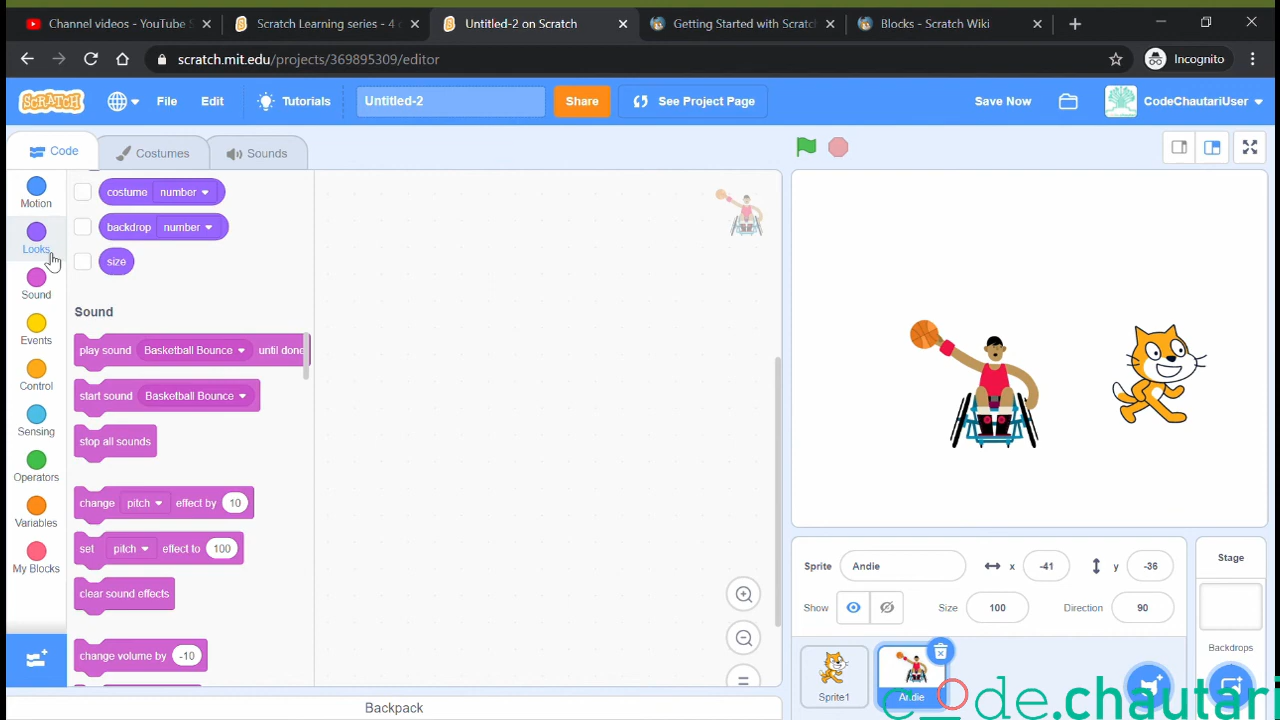 Channel videos - YouTube S
Scratch Learning series - 4 c
Untitled-2 on Scratch
Getting Started with Scratch
Blocks - Scratch Wiki
scratch.mit.edu/projects/369895309/editor
Incognito
SCRATCH
File
Edit
Tutorials
Untitled-2
Share
See Project Page
Save Now
CodeChautariUser
Code
Costumes
Sounds
Motion
Looks
Sound
Events
Control
Sensing
Operators
Variables
My Blocks
costume number
backdrop number
size
Sound
play sound Basketball Bounce until done
start sound Basketball Bounce
stop all sounds
change pitch effect by 10
set pitch effect to 100
clear sound effects
change volume by -10
Backpack
Sprite Andie x -41 y -36
Show Size 100 Direction 90
Sprite1
Andie
Stage
Backdrops
code.chautari